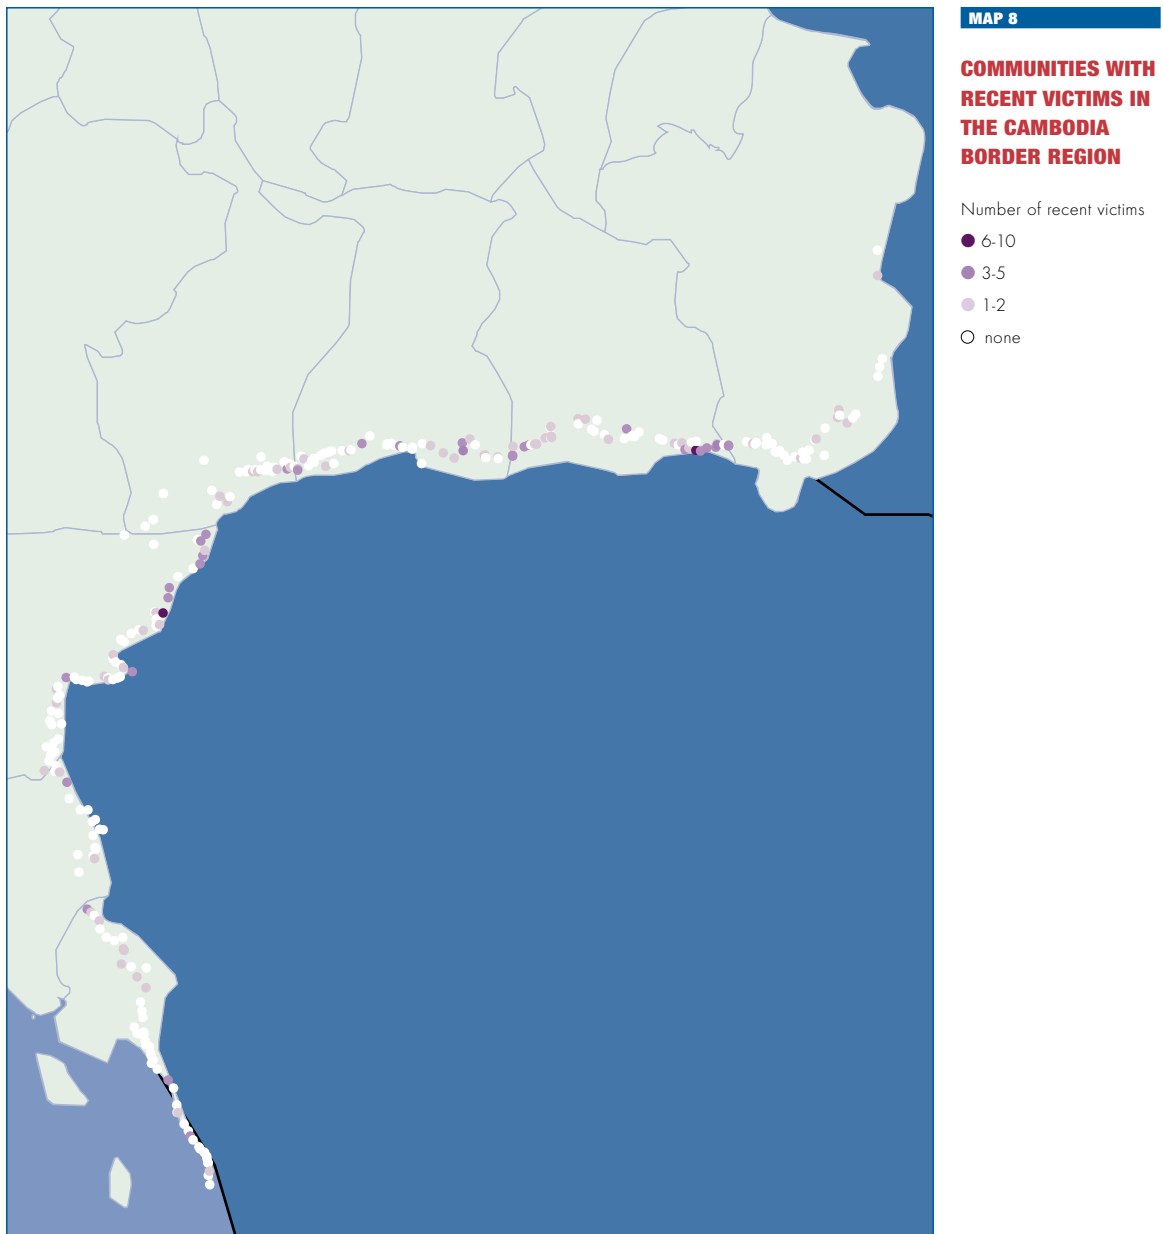 MAP 8
COMMUNITIES WITH
RECENT VICTIMS IN
THE CAMBODIA
BORDER REGION
Number of recent victims
6-10
3-5
1-2
none